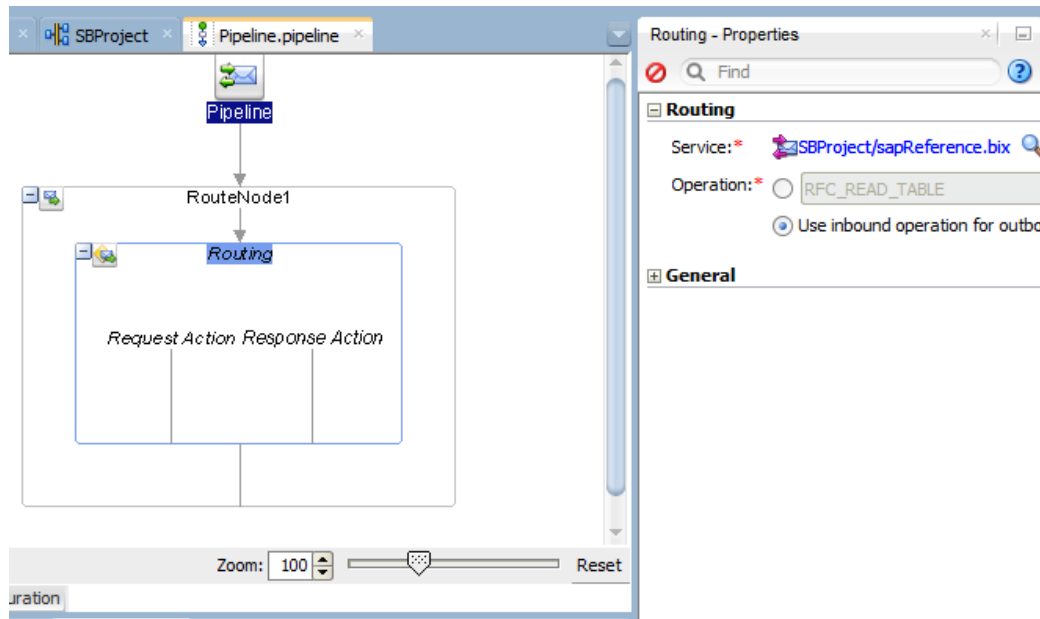 SBProject
Pipeline.pipeline
Pipeline
RouteNode1
Routing
Request Action Response Action
Zoom: 100
Reset
uration
Routing - Properties
Find
Routing
Service:* SBProject/sapReference.bix
Operation:* RFC_READ_TABLE
Use inbound operation for outbo
General